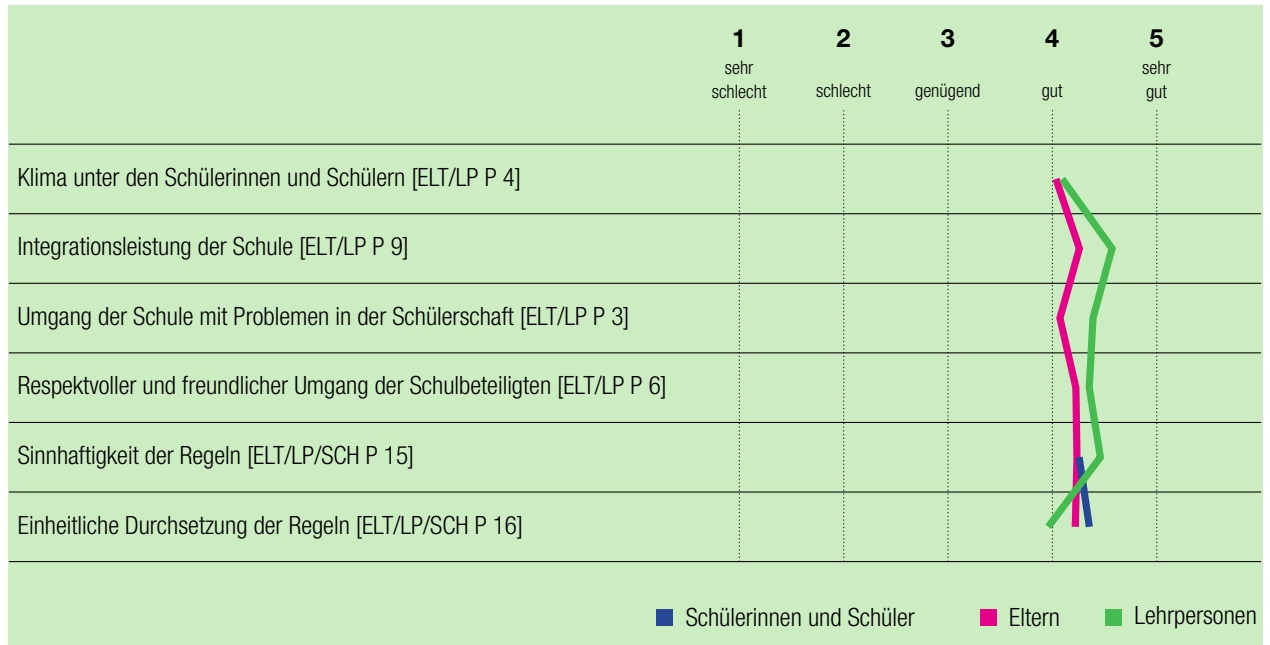 1 2 3 4 5
sehr schlecht schlecht genügend gut sehr gut
Klima unter den Schülerinnen und Schülern [ELT/LP P 4]
Integrationsleistung der Schule [ELT/LP P 9]
Umgang der Schule mit Problemen in der Schülerschaft [ELT/LP P 3]
Respektvoller und freundlicher Umgang der Schulbeteiligten [ELT/LP P 6]
Sinnhaftigkeit der Regeln [ELT/LP/SCH P 15]
Einheitliche Durchsetzung der Regeln [ELT/LP/SCH P 16]
Schülerinnen und Schüler Eltern Lehrpersonen